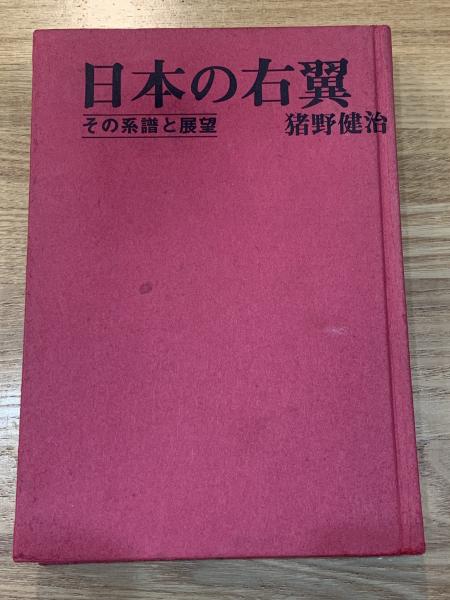 日本の右翼
その系譜と展望
猪野健治